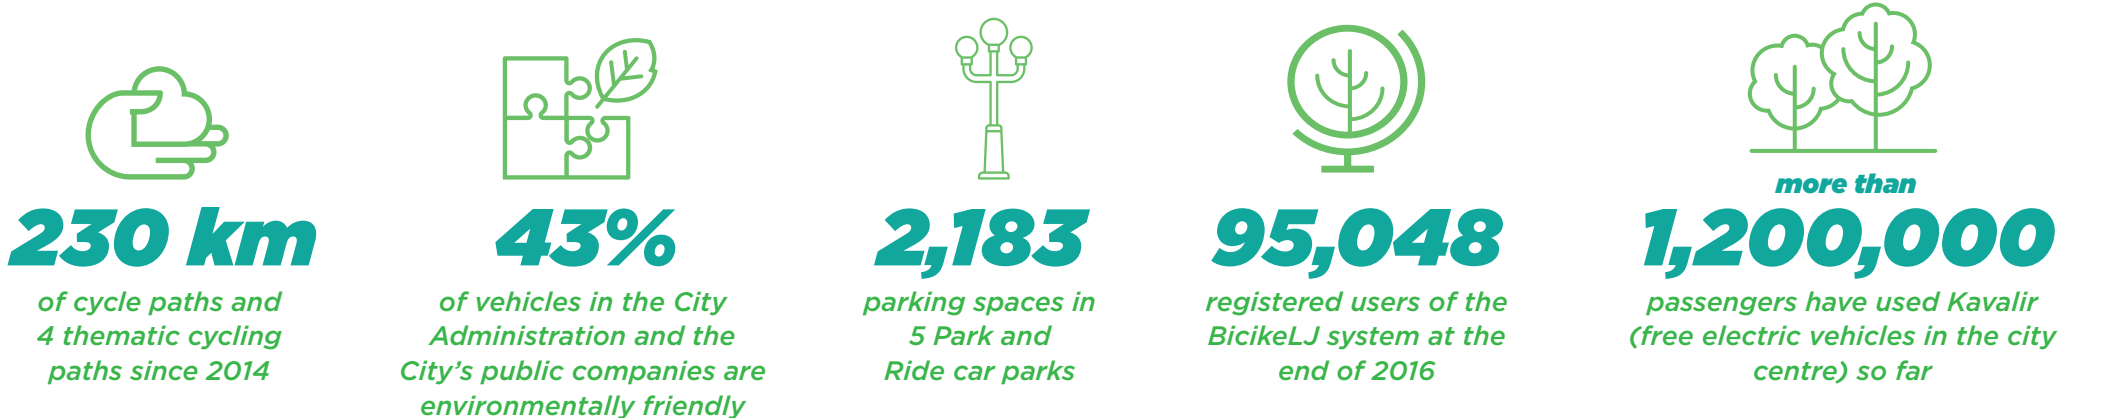 230 km
of cycle paths and
4 thematic cycling
paths since 2014
43%
of vehicles in the City
Administration and the
City's public companies are
environmentally friendly
2,183
parking spaces in
5 Park and
Ride car parks
95,048
registered users of the
BicikeLJ system at the
end of 2016
more than
1,200,000
passengers have used Kavalir
(free electric vehicles in the city
centre) so far